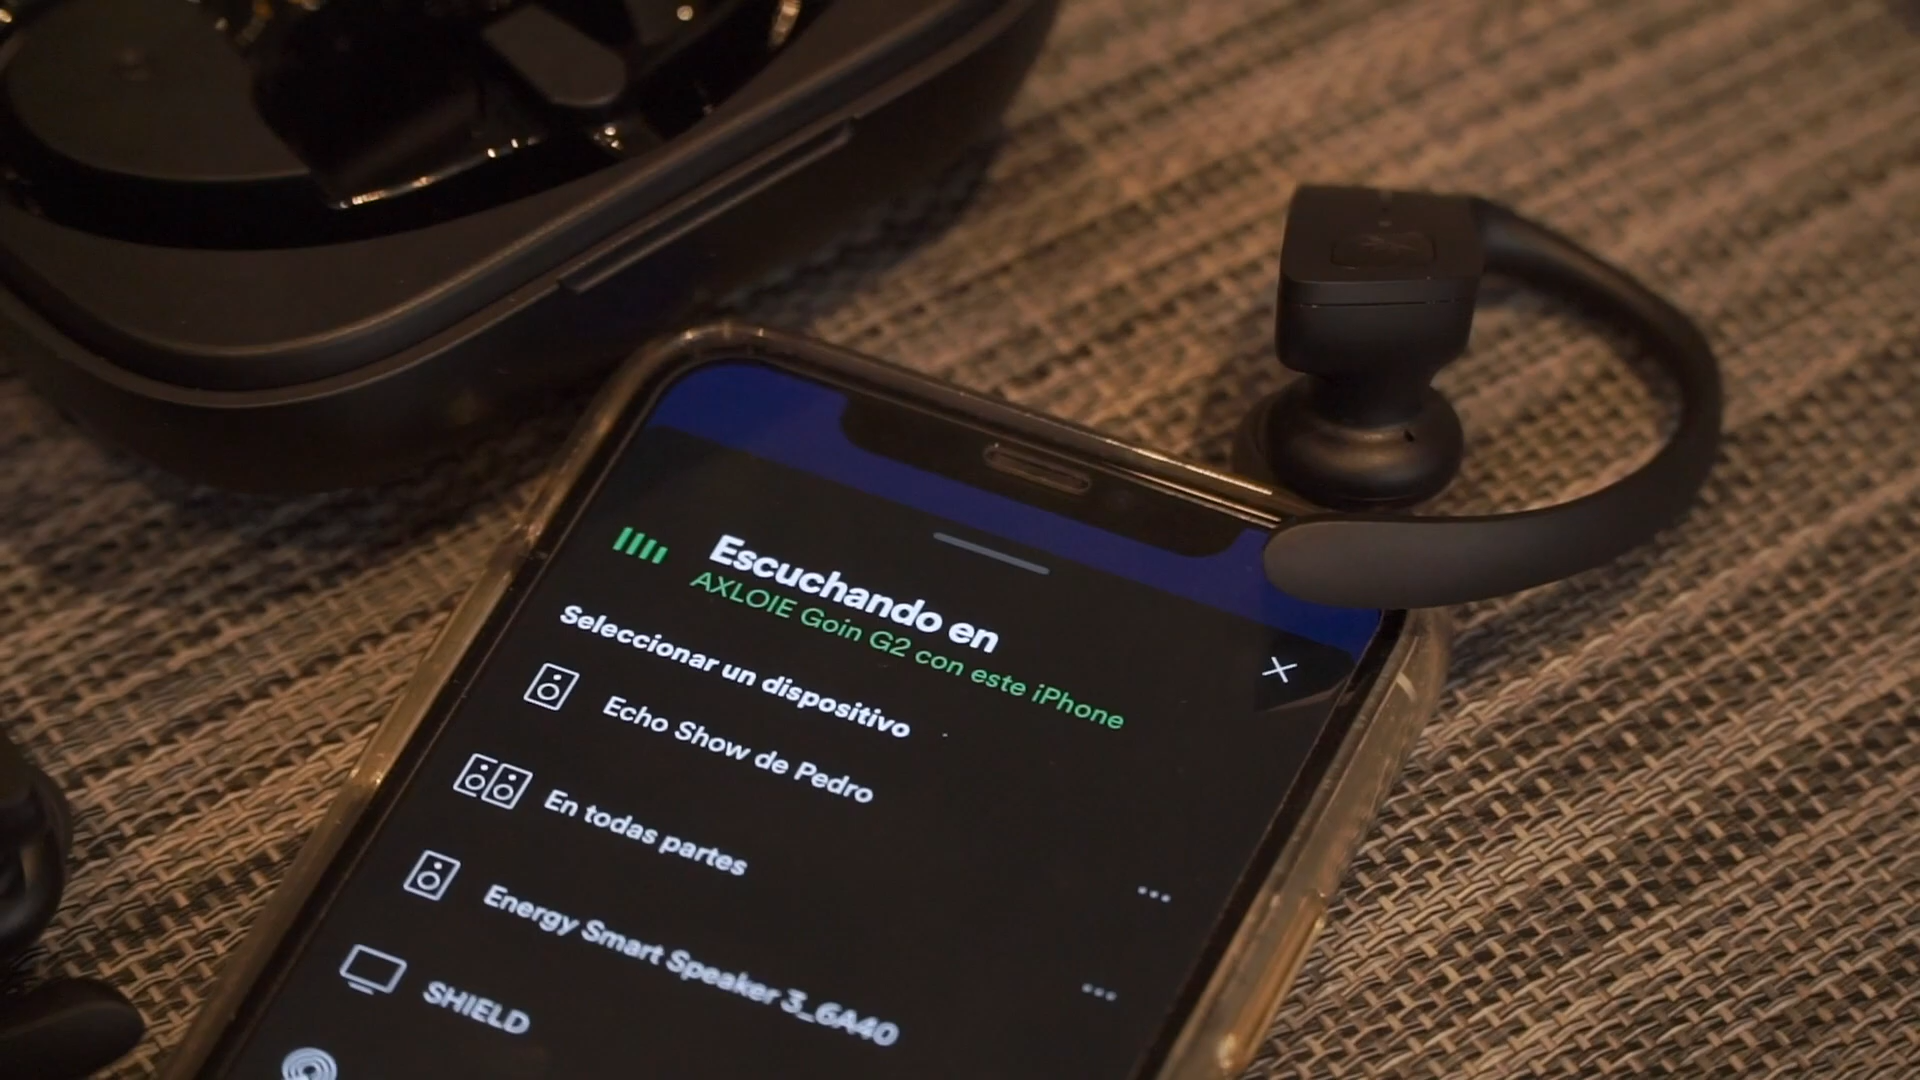 Escuchando en
AXLOIE Goin G2 con este iPhone
Seleccionar un dispositivo
Echo Show de Pedro
En todas partes
Energy Smart Speaker 3_6A40
SHIELD